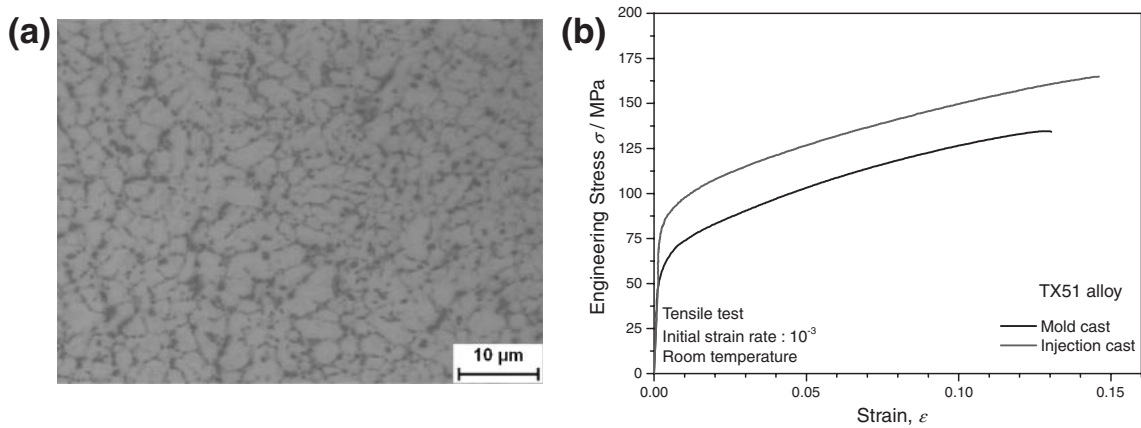 (a)
10 µm
(b)
Engineering Stress σ / MPa
200
175
150
125
100
75
50
25
0
0.00
0.05
0.10
0.15
Strain, ε
Tensile test
Initial strain rate : 10⁻³
Room temperature
TX51 alloy
Mold cast
Injection cast